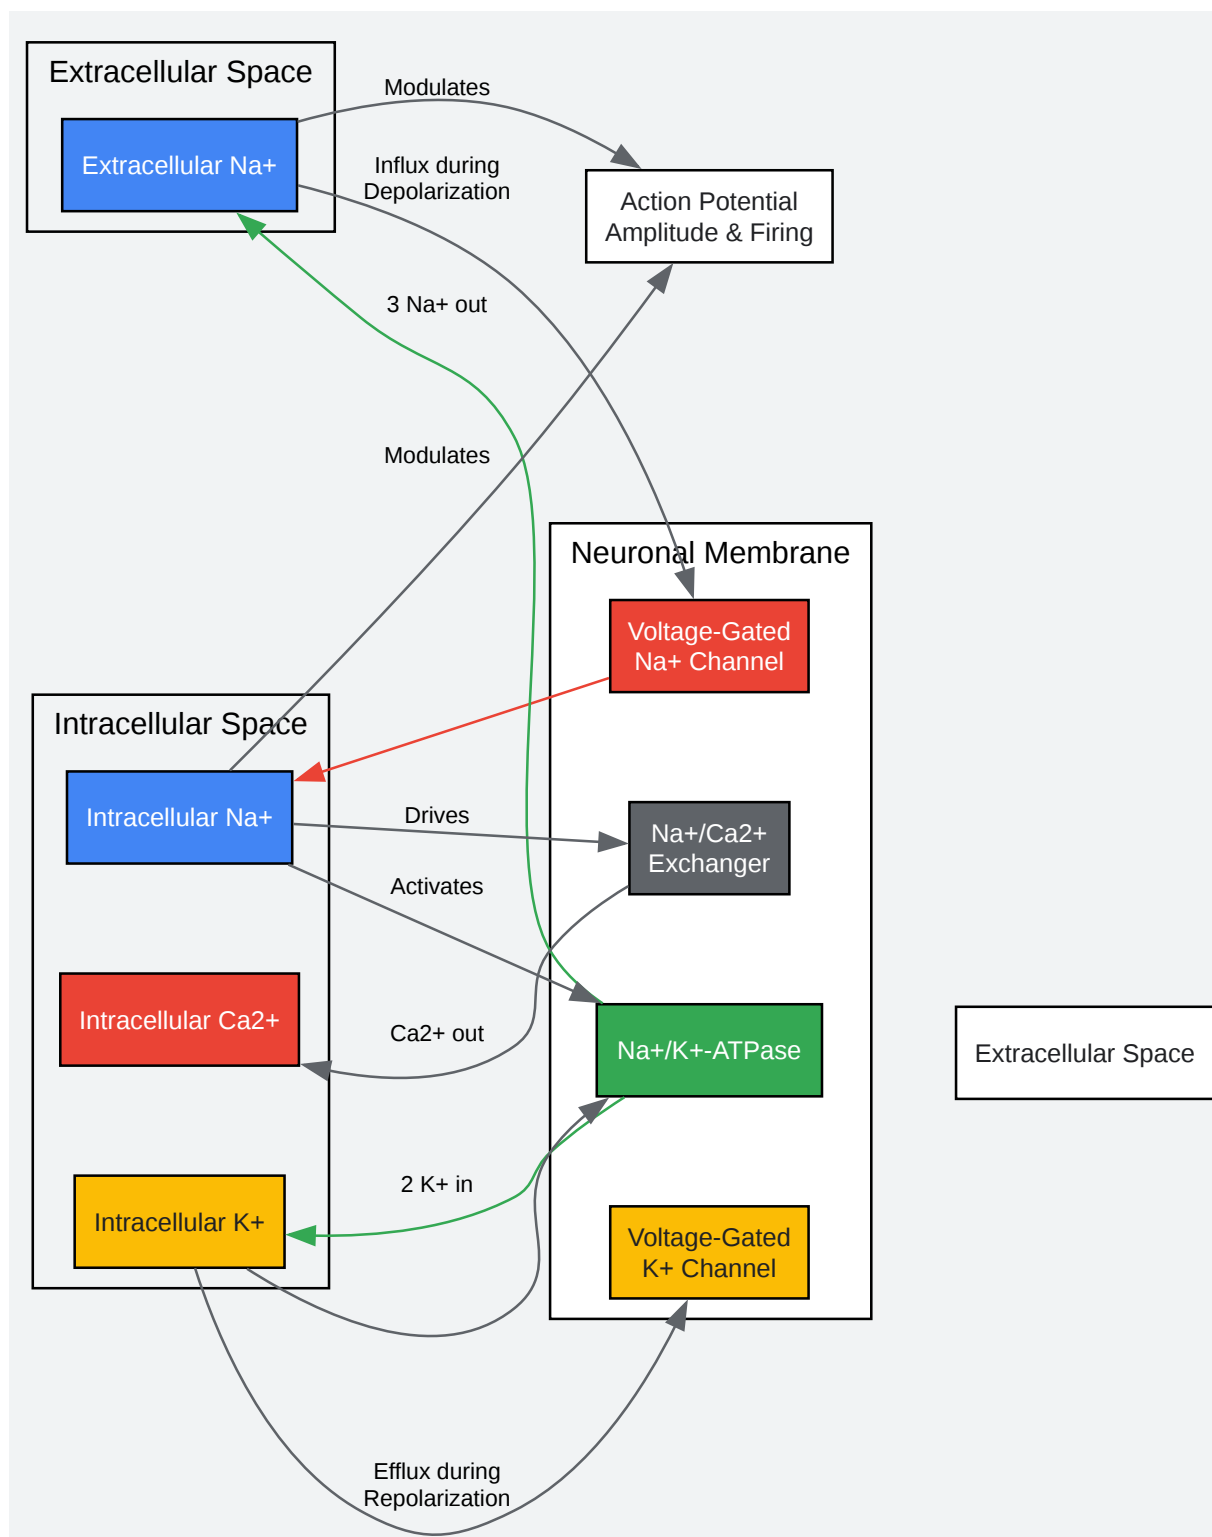 Extracellular Space
Modulates
Extracellular Na+
Influx during
Depolarization
Action Potential
Amplitude & Firing
3 Na+ out
Modulates
Neuronal Membrane
Voltage-Gated
Na+ Channel
Intracellular Space
Intracellular Na+
Drives
Na+/Ca2+
Exchanger
Activates
Intracellular Ca2+
Ca2+ out
Na+/K+-ATPase
Extracellular Space
2 K+ in
Intracellular K+
Voltage-Gated
K+ Channel
Efflux during
Repolarization